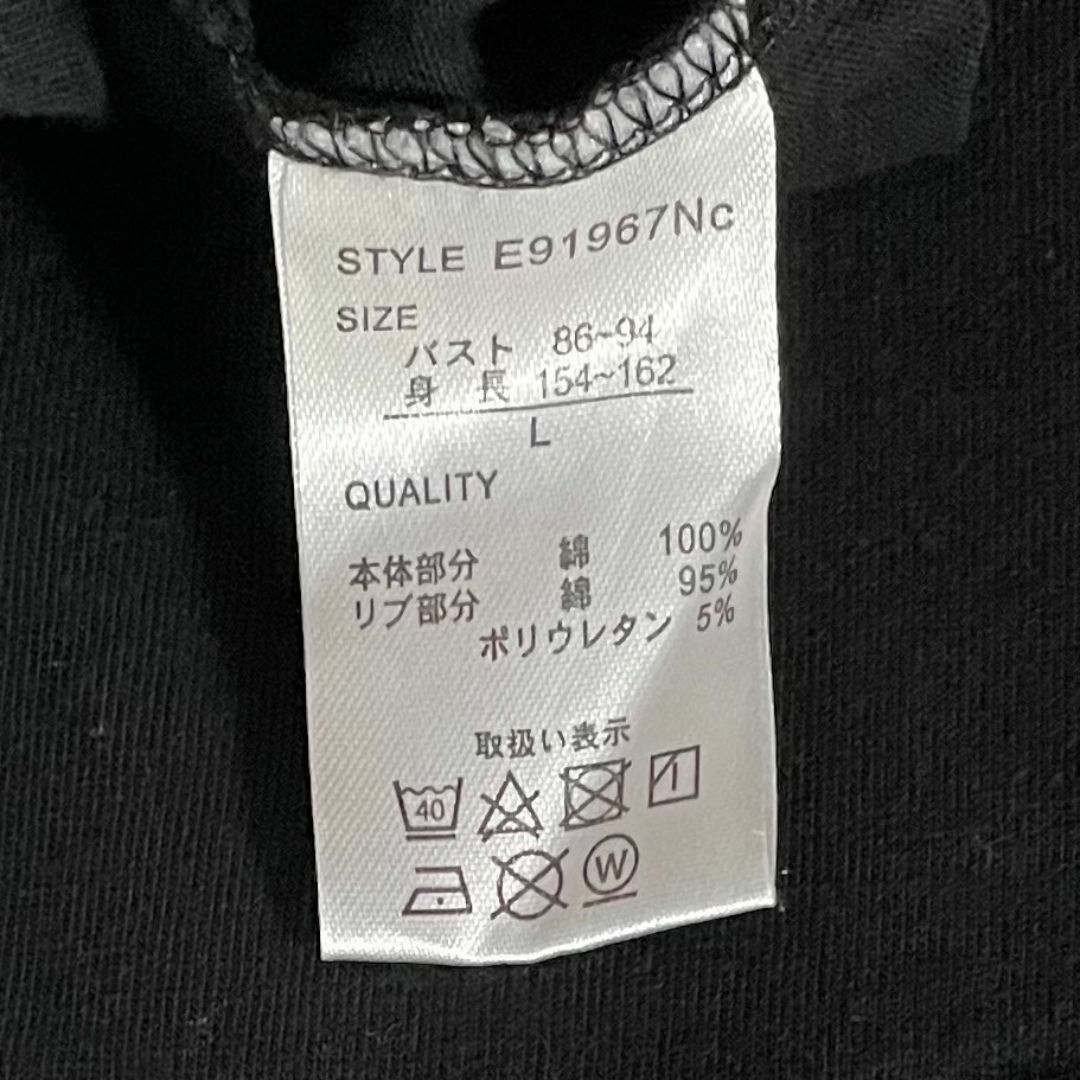 STYLE E91967Nc
SIZE
バスト 86~94
身 長 154~162
L
QUALITY
本体部分 綿 100%
リブ部分 綿 95%
ポリウレタン 5%
取扱い表示
40
W